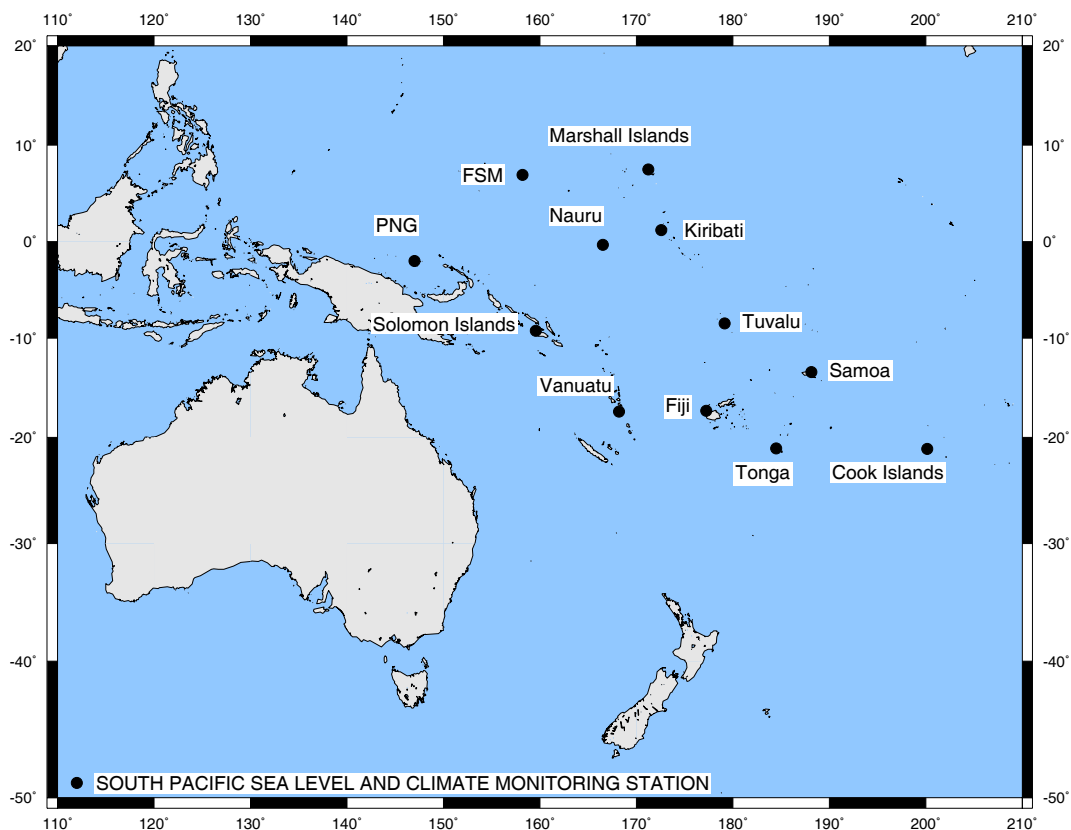 110˚ 120˚ 130˚ 140˚ 150˚ 160˚ 170˚ 180˚ 190˚ 200˚ 210˚
20˚ 20˚
Marshall Islands
10˚ 10˚
FSM
Nauru
PNG
Kiribati
0˚ 0˚
Solomon Islands
Tuvalu
-10˚ -10˚
Samoa
Vanuatu
Fiji
-20˚ -20˚
Tonga Cook Islands
-30˚ -30˚
-40˚ -40˚
SOUTH PACIFIC SEA LEVEL AND CLIMATE MONITORING STATION
-50˚ -50˚
110˚ 120˚ 130˚ 140˚ 150˚ 160˚ 170˚ 180˚ 190˚ 200˚ 210˚